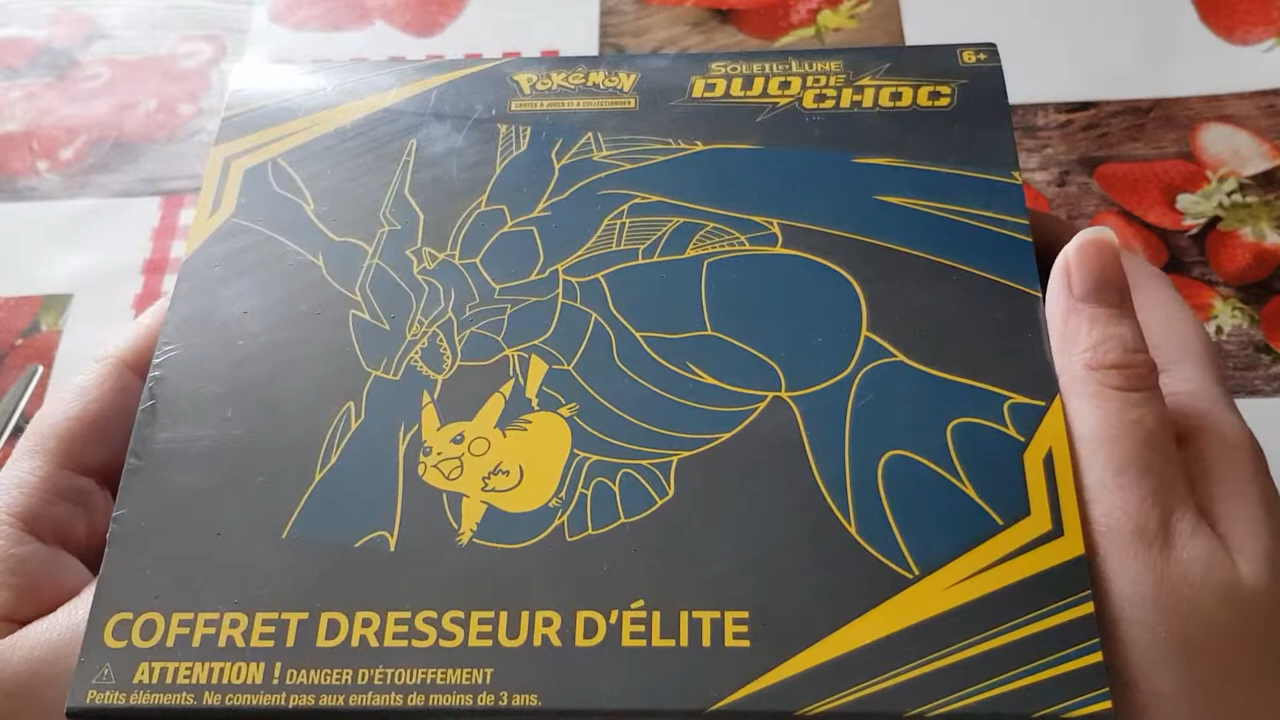 POKéMON
CARTES À JOUER ET À COLLECTIONNER
SOLEIL ET LUNE
DUO DE CHOC
6+
COFFRET DRESSEUR D'ÉLITE
ATTENTION ! DANGER D'ÉTOUFFEMENT
Petits éléments. Ne convient pas aux enfants de moins de 3 ans.